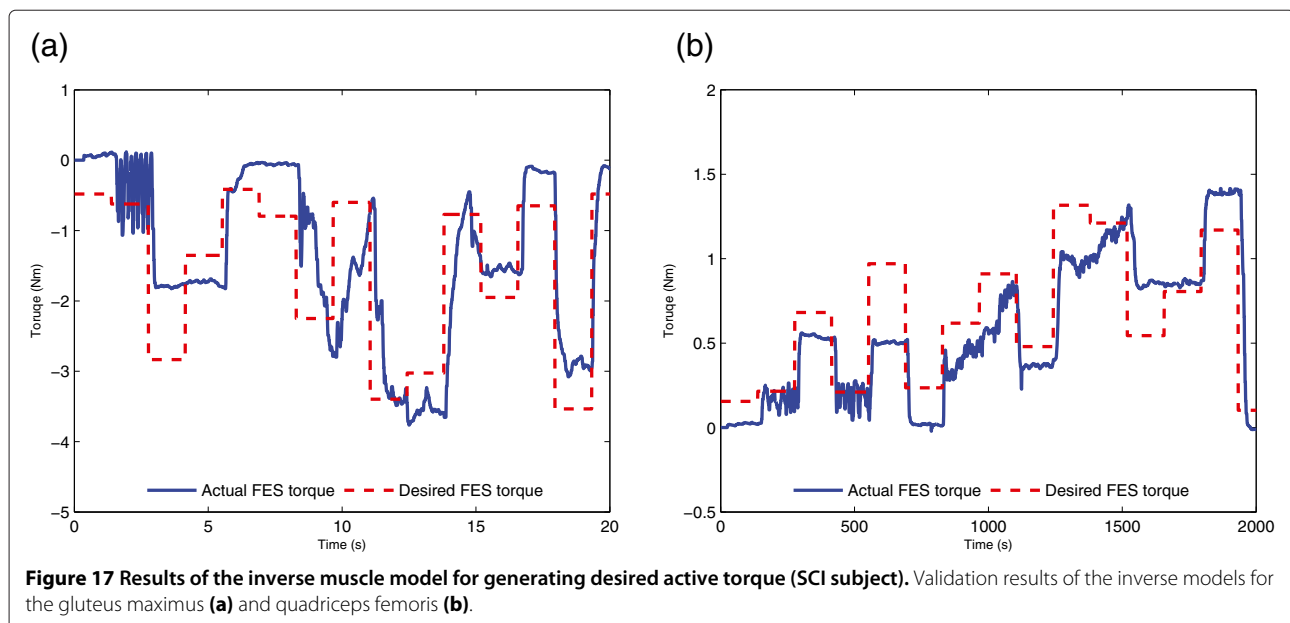 (a)
(b)
1
0
−1
−2
−3
−4
−5
Toruqe (Nm)
0
5
10
15
20
Time (s)
Actual FES torque
Desired FES torque
2
1.5
1
0.5
0
−0.5
Toruqe (Nm)
0
500
1000
1500
2000
Time (s)
Actual FES torque
Desired FES torque
Figure 17 Results of the inverse muscle model for generating desired active torque (SCI subject). Validation results of the inverse models for
the gluteus maximus (a) and quadriceps femoris (b).